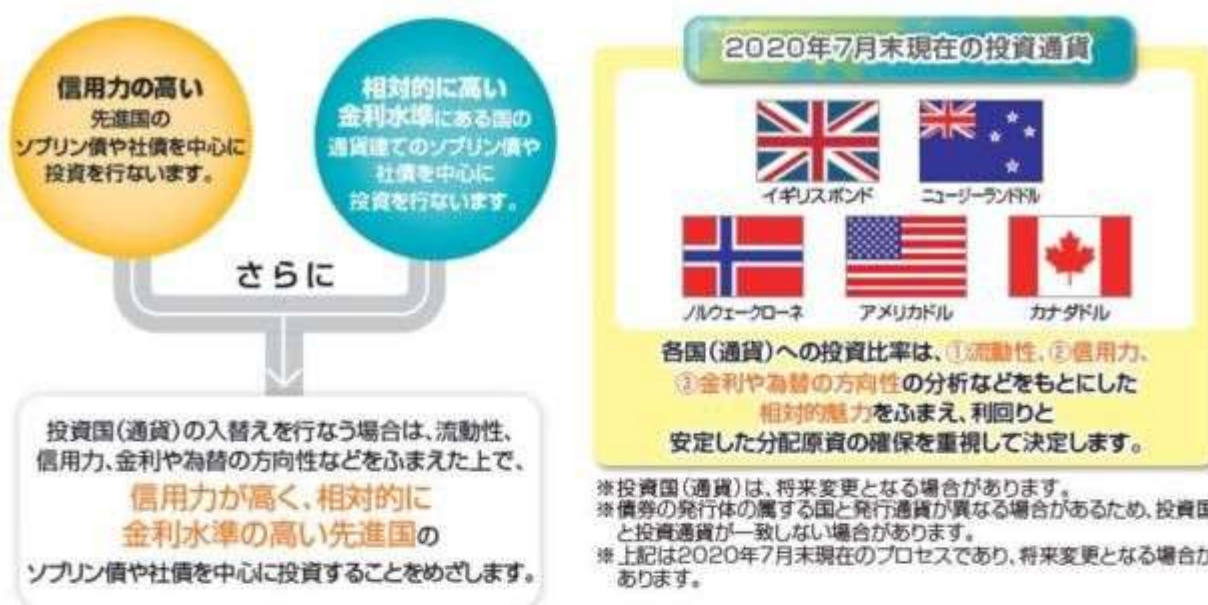 信用力の高い
先進国の
ソブリン債や社債を中心に
投資を行ないます。
相対的に高い
金利水準にある国の
通貨建てのソブリン債や
社債を中心に
投資を行ないます。
さらに
投資国(通貨)の入替えを行なう場合は、流動性、
信用力、金利や為替の方向性などをふまえた上で、
信用力が高く、相対的に
金利水準の高い先進国の
ソブリン債や社債を中心に投資することをめざします。
2020年7月末現在の投資通貨
イギリスポンド
ニュージーランドドル
ノルウェークローネ
アメリカドル
カナダドル
各国(通貨)への投資比率は、①流動性、②信用力、
③金利や為替の方向性の分析などをもとにした
相対的魅力をふまえ、利回りと
安定した分配原資の確保を重視して決定します。
※投資国(通貨)は、将来変更となる場合があります。
※債券の発行体の属する国と発行通貨が異なる場合があるため、投資国
と投資通貨が一致しない場合があります。
※上記は2020年7月末現在のプロセスであり、将来変更となる場合が
あります。